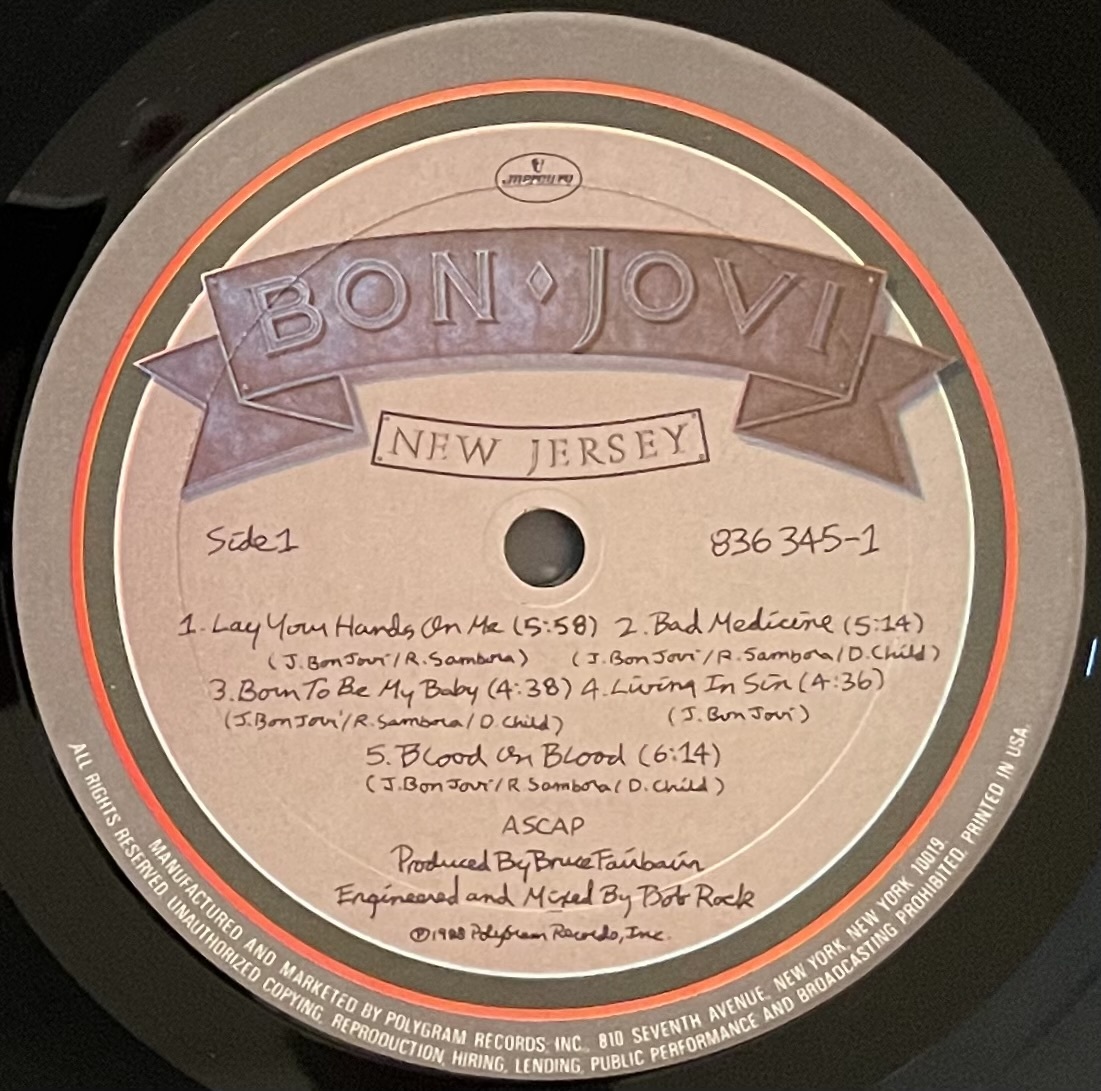 mercury
BON ♦ JOVI
NEW JERSEY
Side 1
836 345-1
1. Lay Your Hands On Me (5:58) 2. Bad Medicine (5:14)
(J. Bon Jovi / R. Sambora) (J. Bon Jovi / R. Sambora / D. Child)
3. Born To Be My Baby (4:38) 4. Living In Sin (4:36)
(J. Bon Jovi / R. Sambora / D. Child) (J. Bon Jovi)
5. Blood On Blood (6:14)
(J. Bon Jovi / R Sambora / D. Child)
ASCAP
Produced By Bruce Fairbairn
Engineered and Mixed By Bob Rock
℗1988 PolyGram Records, Inc.
MANUFACTURED AND MARKETED BY POLYGRAM RECORDS, INC., 810 SEVENTH AVENUE, NEW YORK, NEW YORK 10019.
ALL RIGHTS RESERVED. UNAUTHORIZED COPYING, REPRODUCTION, HIRING, LENDING, PUBLIC PERFORMANCE AND BROADCASTING PROHIBITED. PRINTED IN USA.